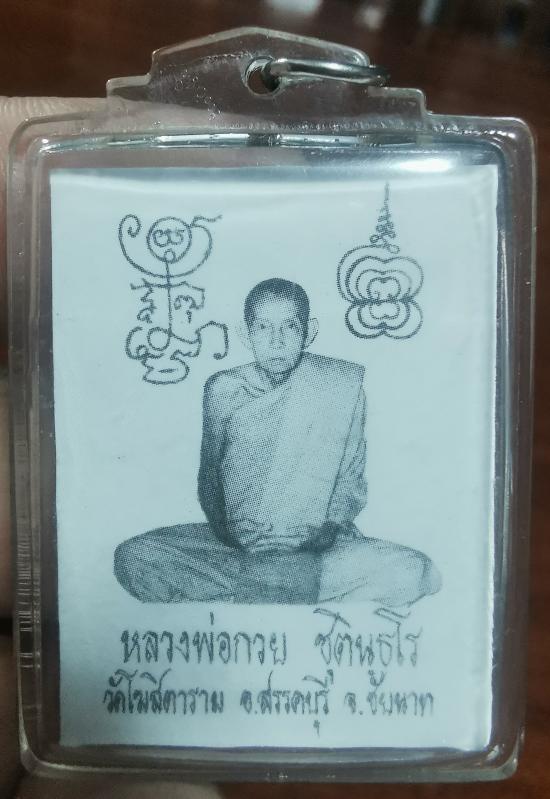 หลวงพ่อกวย ชุตินฺธโร
วัดโฆสิตาราม อ.สรรคบุรี จ.ชัยนาท